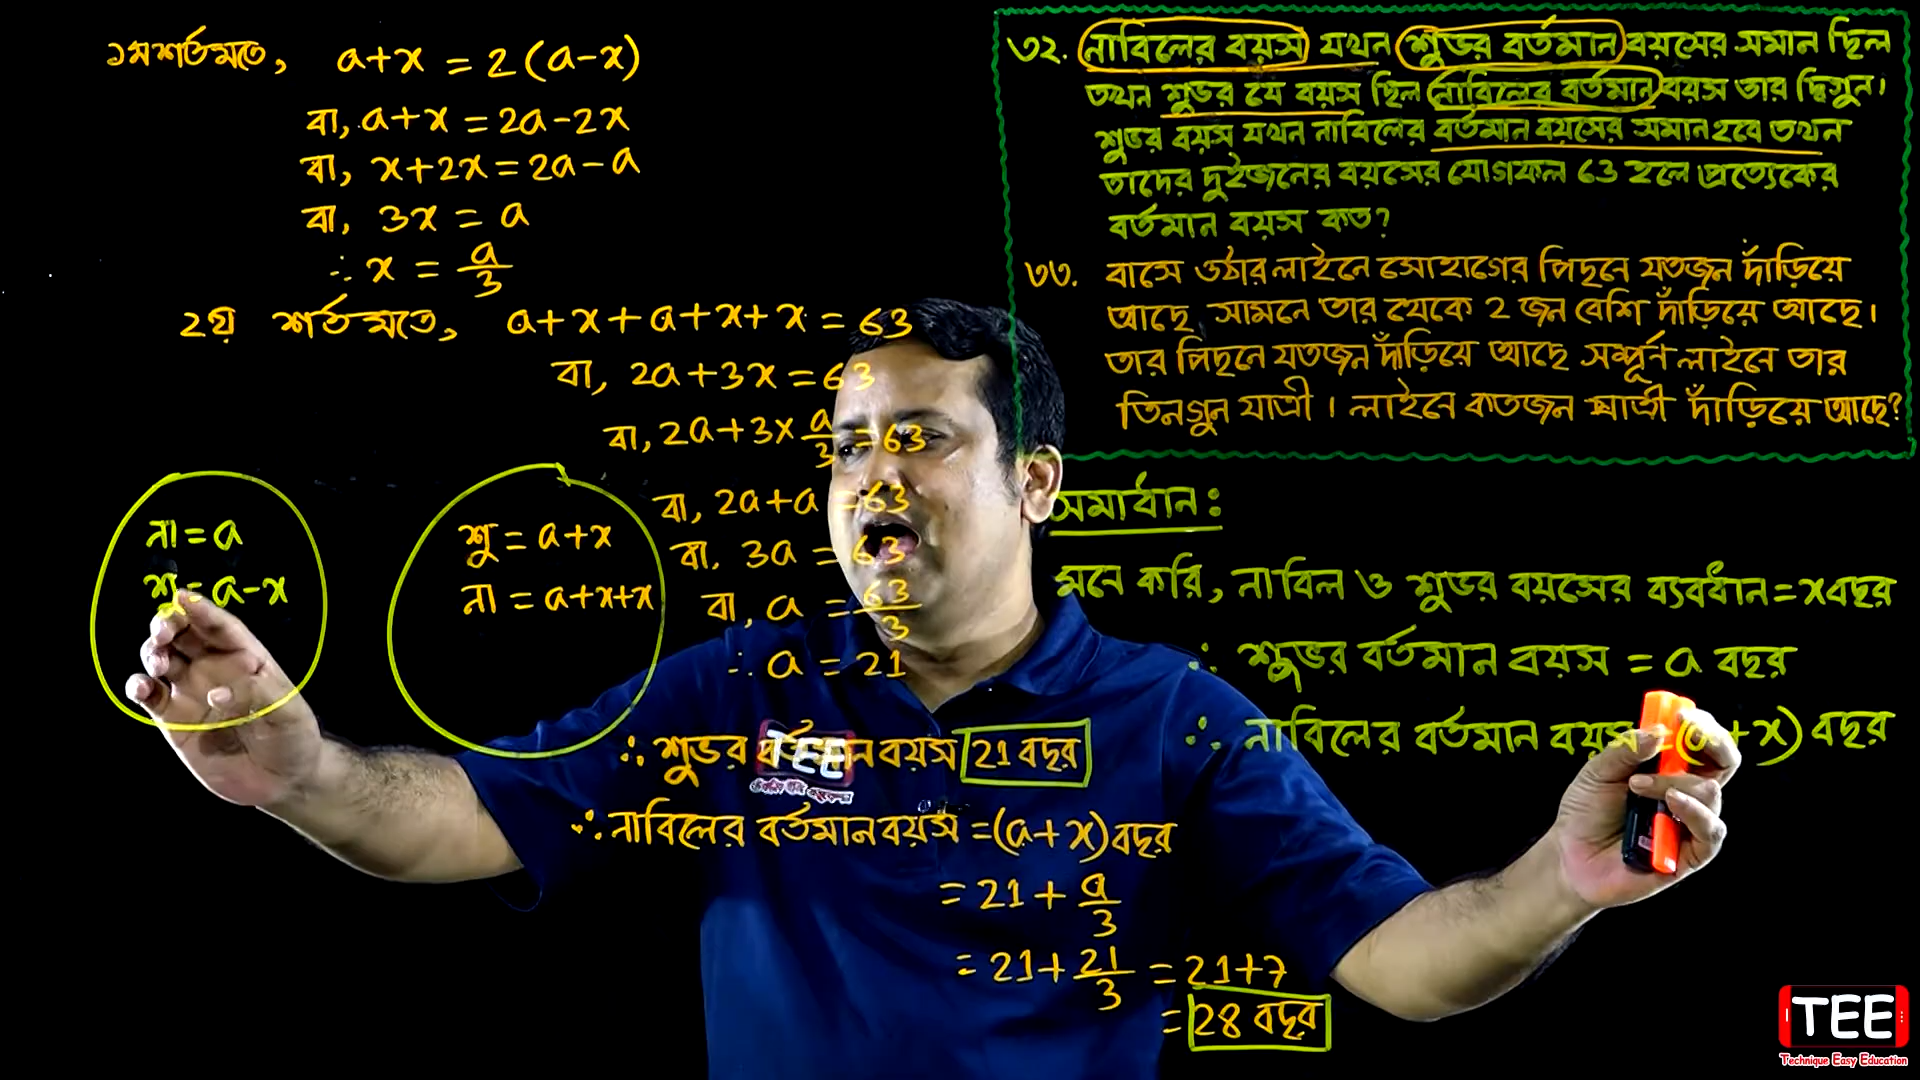 ১ম শর্তমতে, a+x = 2(a-x)
বা, a+x = 2a-2x
বা, x+2x = 2a-a
বা, 3x = a
∴ x = a/3
২য় শর্তমতে, a+x+a+x+x = 63
বা, 2a+3x = 63
বা, 2a+3× a/3 = 63
বা, 2a+a = 63
বা, 3a = 63
বা, a = 63/3
∴ a = 21
না = a
শু = a-x
শু = a+x
না = a+x+x
∴ শুভর বর্তমান বয়স 21 বছর
∴ নাবিলের বর্তমান বয়স = (a+x) বছর
= 21 + a/3
= 21 + 21/3 = 21+7
= 28 বছর
৩২. নাবিলের বয়স যখন শুভর বর্তমান বয়সের সমান ছিল
তখন শুভর যে বয়স ছিল নাবিলের বর্তমান বয়স তার দ্বিগুন।
শুভর বয়স যখন নাবিলের বর্তমান বয়সের সমান হবে তখন
তাদের দুইজনের বয়সের যোগফল 63 হলে প্রত্যেকের
বর্তমান বয়স কত?
৩৩. বাসে ওঠার লাইনে সোহাগের পিছনে যতজন দাঁড়িয়ে
আছে সামনে তার থেকে 2 জন বেশি দাঁড়িয়ে আছে।
তার পিছনে যতজন দাঁড়িয়ে আছে সম্পূর্ন লাইনে তার
তিনগুন যাত্রী। লাইনে কতজন যাত্রী দাঁড়িয়ে আছে?
সমাধান:
মনে করি, নাবিল ও শুভর বয়সের ব্যবধান = x বছর
∴ শুভর বর্তমান বয়স = a বছর
∴ নাবিলের বর্তমান বয়স = (a+x) বছর
TEE
TEE
Technique Easy Education